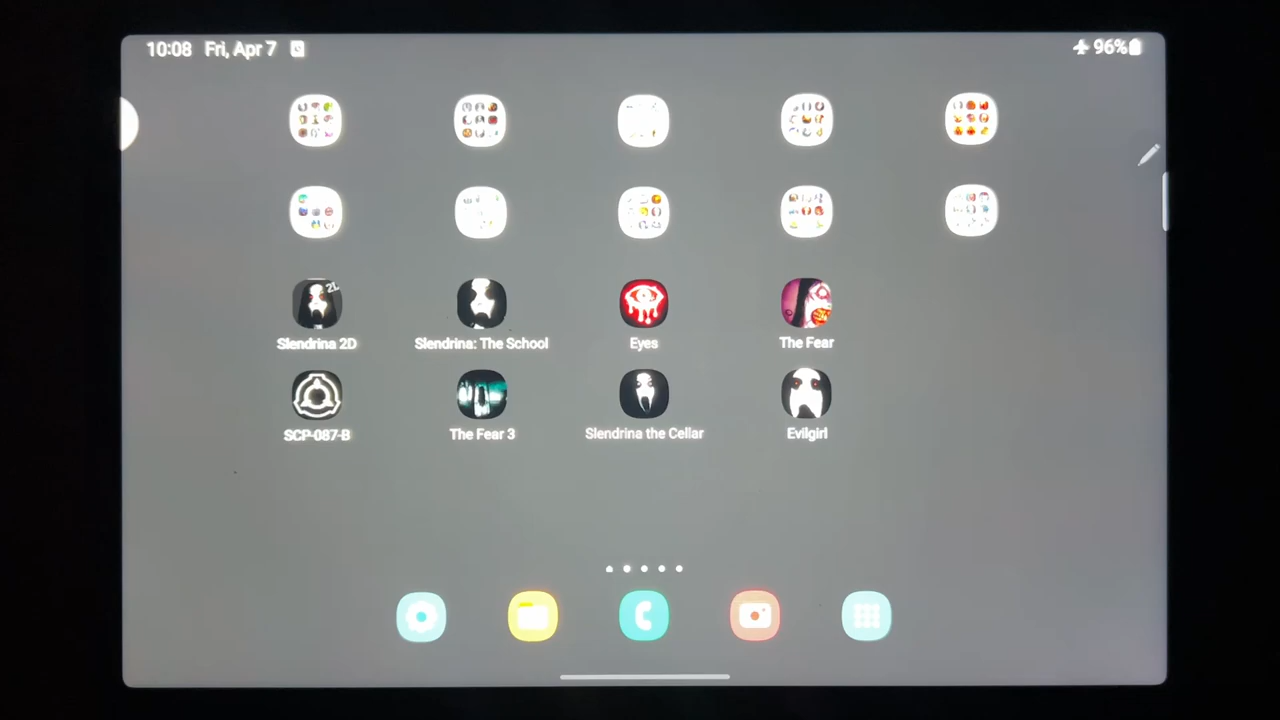 10:08 Fri, Apr 7
96%
2D
Slendrina 2D
Slendrina: The School
Eyes
The Fear
SCP-087-B
The Fear 3
Slendrina the Cellar
Evilgirl